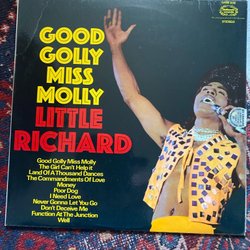 GOOD
GOLLY
MISS
MOLLY
LITTLE
RICHARD
Good Golly Miss Molly
The Girl Can't Help it
Land Of A Thousand Dances
The Commandments Of Love
Money
Poor Dog
I Need Love
Never Gonna Let You Go
Don't Deceive Me
Function At The Junction
Well
STEREO